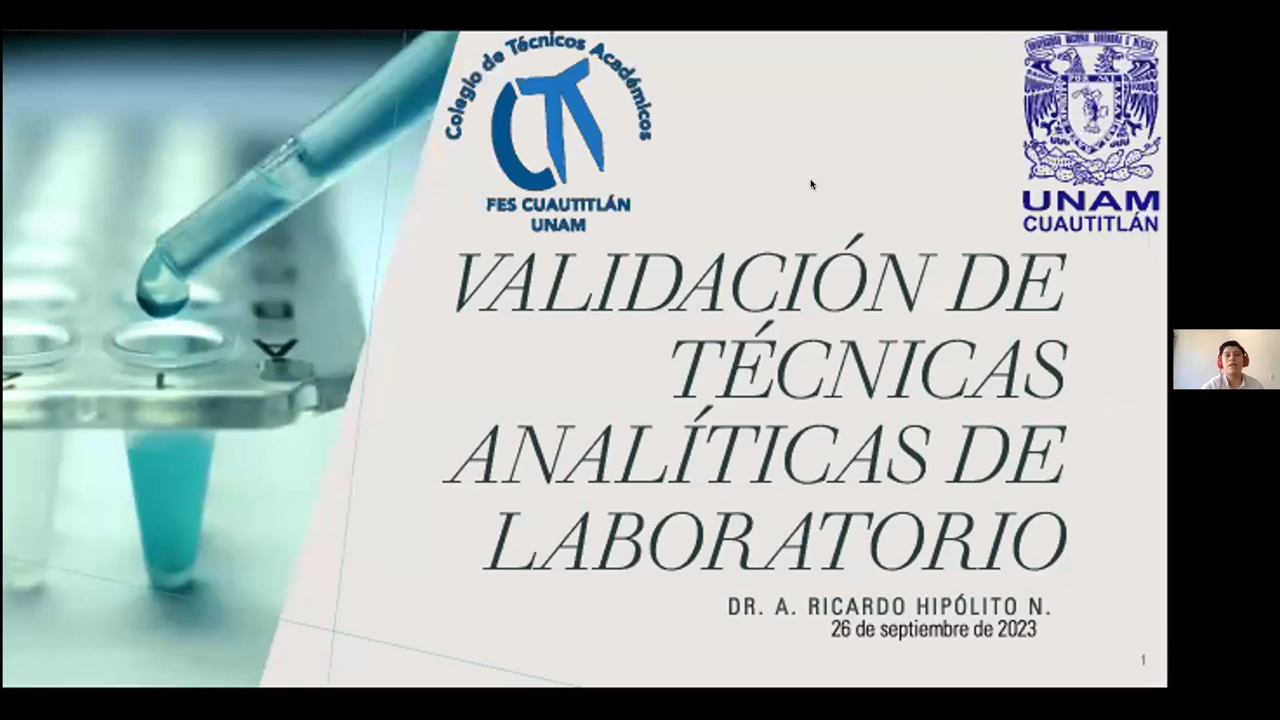 Colegio de Técnicos Académicos
FES CUAUTITLÁN
UNAM
UNAM
CUAUTITLÁN
VALIDACIÓN DE
TÉCNICAS
ANALÍTICAS DE
LABORATORIO
DR. A. RICARDO HIPÓLITO N.
26 de septiembre de 2023
1